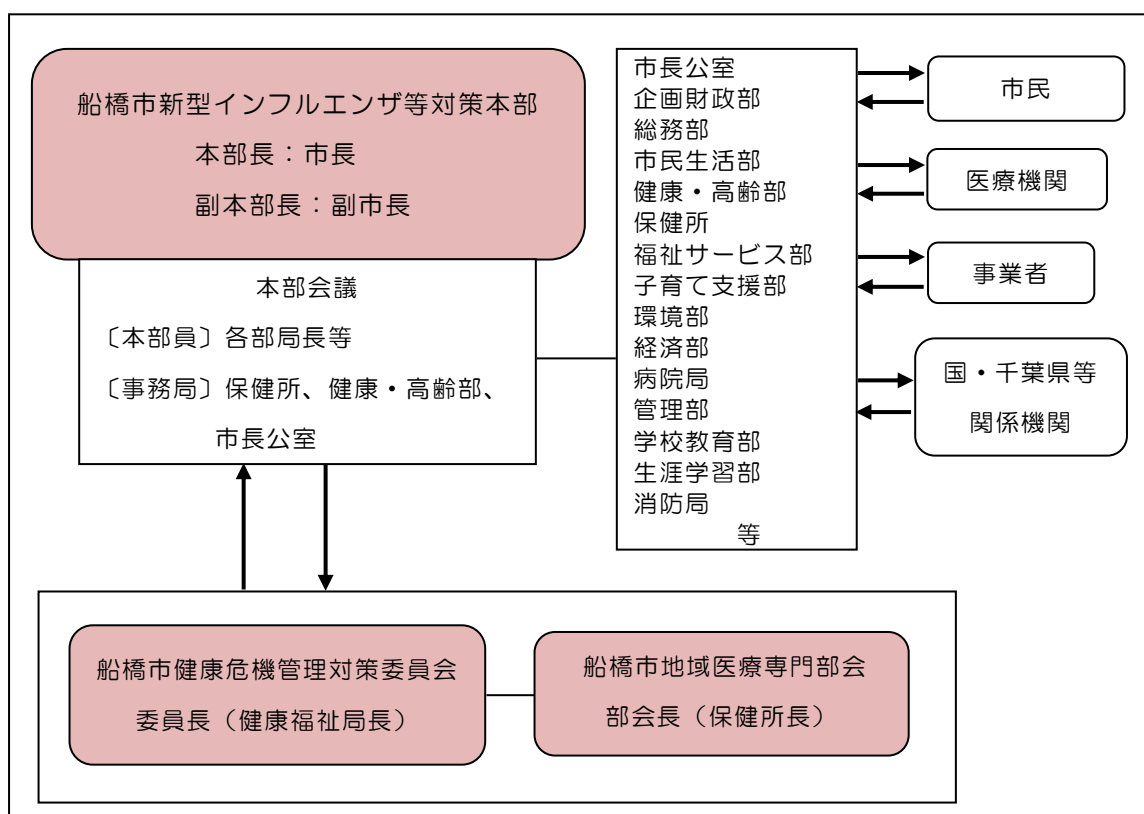 船橋市新型インフルエンザ等対策本部
本部長：市長
副本部長：副市長
本部会議
〔本部員〕各部局長等
〔事務局〕保健所、健康・高齢部、
市長公室
市長公室
企画財政部
総務部
市民生活部
健康・高齢部
保健所
福祉サービス部
子育て支援部
環境部
経済部
病院局
管理部
学校教育部
生涯学習部
消防局
等
市民
医療機関
事業者
国・千葉県等
関係機関
船橋市健康危機管理対策委員会
委員長（健康福祉局長）
船橋市地域医療専門部会
部会長（保健所長）